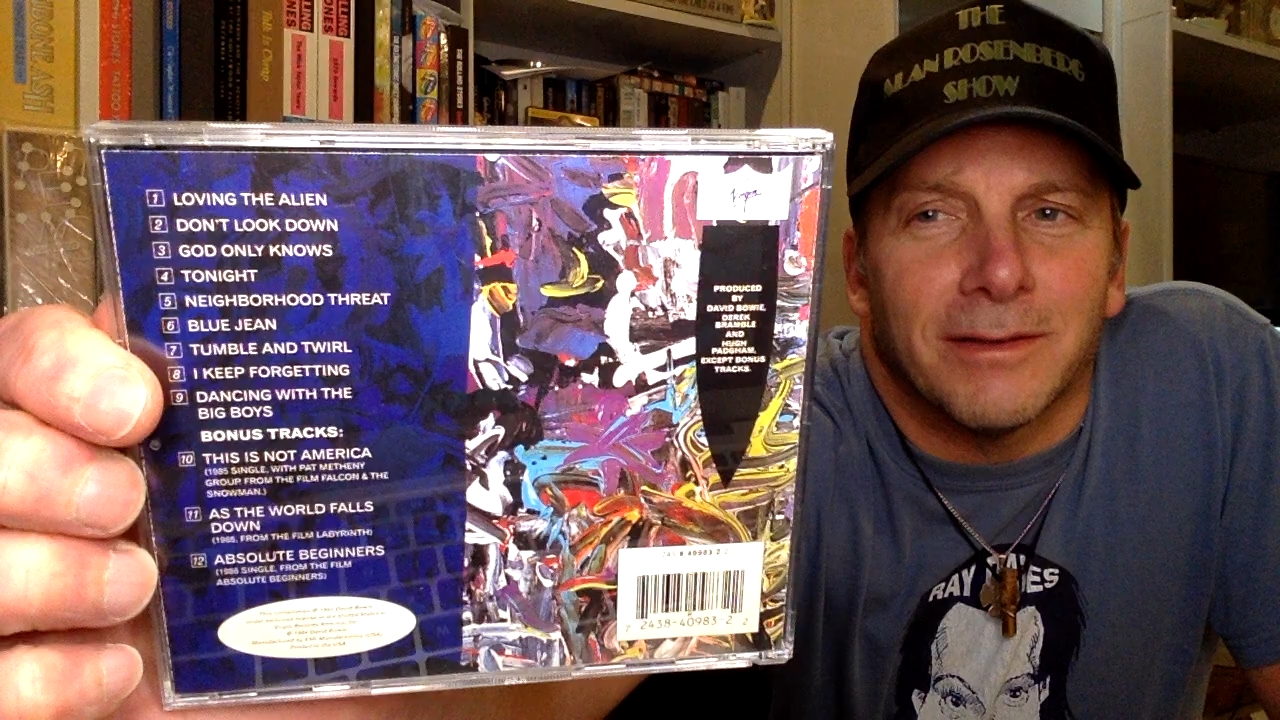 THE
ALAN ROSENBERG
SHOW
1 LOVING THE ALIEN
2 DON'T LOOK DOWN
3 GOD ONLY KNOWS
4 TONIGHT
5 NEIGHBORHOOD THREAT
6 BLUE JEAN
7 TUMBLE AND TWIRL
8 I KEEP FORGETTING
9 DANCING WITH THE
BIG BOYS
BONUS TRACKS:
10 THIS IS NOT AMERICA
(1985 SINGLE, WITH PAT METHENY
GROUP. FROM THE FILM FALCON & THE
SNOWMAN.)
11 AS THE WORLD FALLS
DOWN
(1986, FROM THE FILM LABYRINTH)
12 ABSOLUTE BEGINNERS
(1986 SINGLE, FROM THE FILM
ABSOLUTE BEGINNERS)
PRODUCED
BY
DAVID BOWIE,
DEREK
BRAMBLE
AND
HUGH
PADGHAM,
EXCEPT BONUS
TRACKS.
7 2438-40983-2 2
RAY